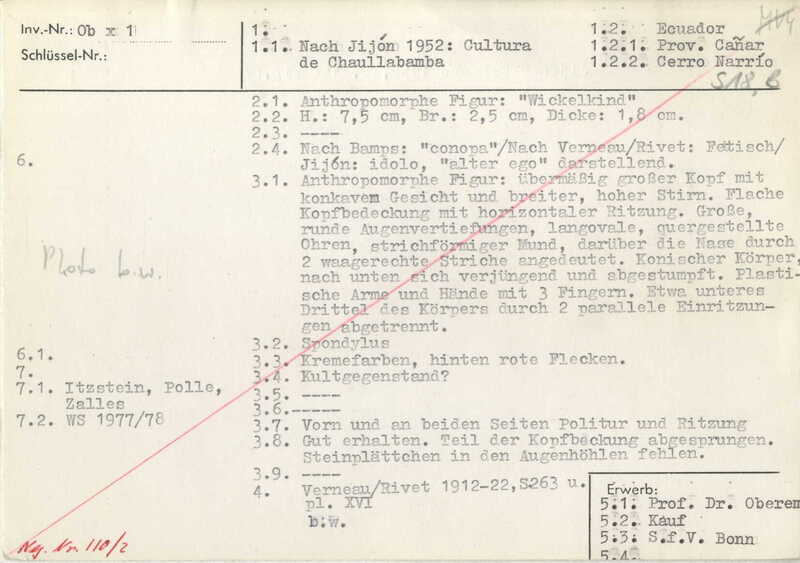 Inv.-Nr.: Ob x 1
Schlüssel-Nr.:
1.
1.1. Nach Jijón 1952: Cultura
de Chaullabamba
1.2. Ecuador
1.2.1. Prov. Cañar
1.2.2. Cerro Narrío
S18, B
2.1. Anthropomorphe Figur: "Wickelkind"
2.2. H.: 7,5 cm, Br.: 2,5 cm, Dicke: 1,8 cm.
2.3. ----
2.4. Nach Bamps: "conopa"/Nach Verneau/Rivet: Fetisch/
Jijón: idolo, "alter ego" darstellend.
3.1. Anthropomorphe Figur: übermäßig großer Kopf mit
konkavem Gesicht und breiter, hoher Stirn. Flache
Kopfbedeckung mit horizontaler Ritzung. Große,
runde Augenvertiefungen, langovale, quergestellte
Ohren, strichförmiger Mund, darüber die Nase durch
2 waagerechte Striche angedeutet. Konischer Körper,
nach unten sich verjüngend und abgestumpft. Plasti-
sche Arme und Hände mit 3 Fingern. Etwa unteres
Drittel des Körpers durch 2 parallele Einritzun-
gen abgetrennt.
3.2. Spondylus
3.3. Kremefarben, hinten rote Flecken.
3.4. Kultgegenstand?
3.5. ----
3.6.-----
3.7. Vorn und an beiden Seiten Politur und Ritzung
3.8. Gut erhalten. Teil der Kopfbeckung abgesprungen.
Steinplättchen in den Augenhöhlen fehlen.
3.9. ----
4. Verneau/Rivet 1912-22,S263 u.
pl. XVI
b.w.
6.
Photo b.w.
6.1.
7.
7.1. Itzstein, Polle,
Zalles
7.2. WS 1977/78
Neg. Nr. 110/2
Erwerb:
5.1. Prof. Dr. Oberem
5.2. Kauf
5.3. S.f.V. Bonn
5.4.